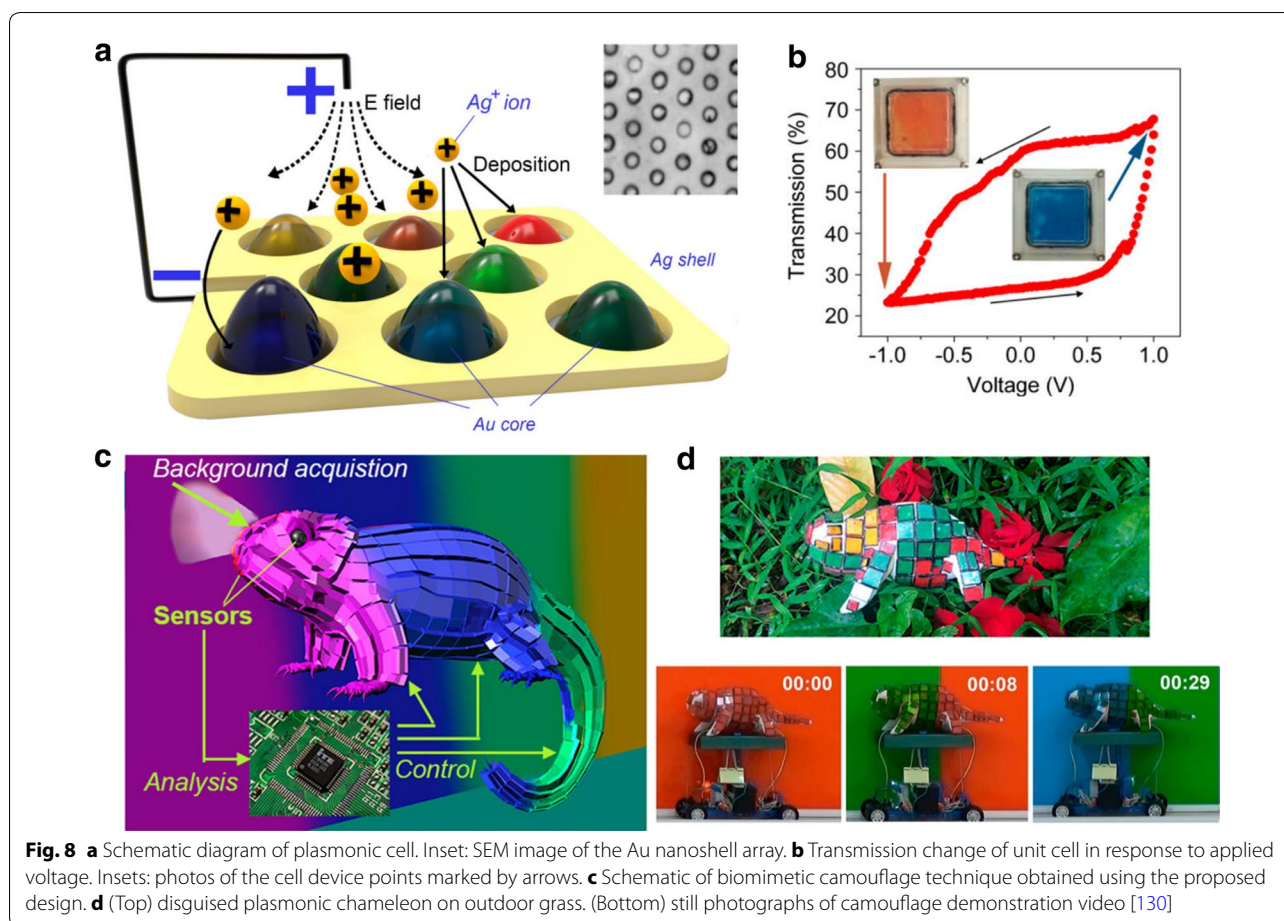 a
+
E field
Ag+ ion
+
Deposition
+
+
+
+
+
Ag shell
−
Au core
b
Transmission (%)
80
70
60
50
40
30
20
-1.0 -0.5 0.0 0.5 1.0
Voltage (V)
c
Background acquistion
Sensors
Analysis
Control
d
00:00
00:08
00:29
Fig. 8 a Schematic diagram of plasmonic cell. Inset: SEM image of the Au nanoshell array. b Transmission change of unit cell in response to applied
voltage. Insets: photos of the cell device points marked by arrows. c Schematic of biomimetic camouflage technique obtained using the proposed
design. d (Top) disguised plasmonic chameleon on outdoor grass. (Bottom) still photographs of camouflage demonstration video [130]